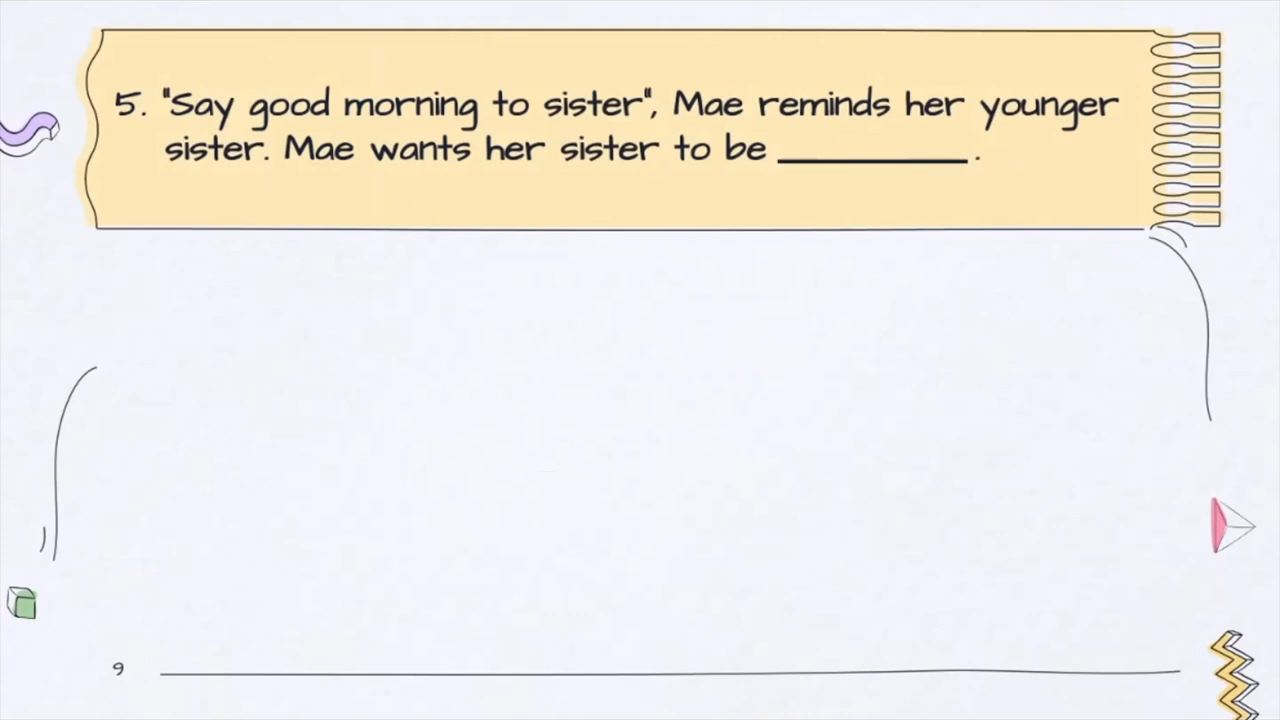 5. "Say good morning to sister", Mae reminds her younger
sister. Mae wants her sister to be __________.
9